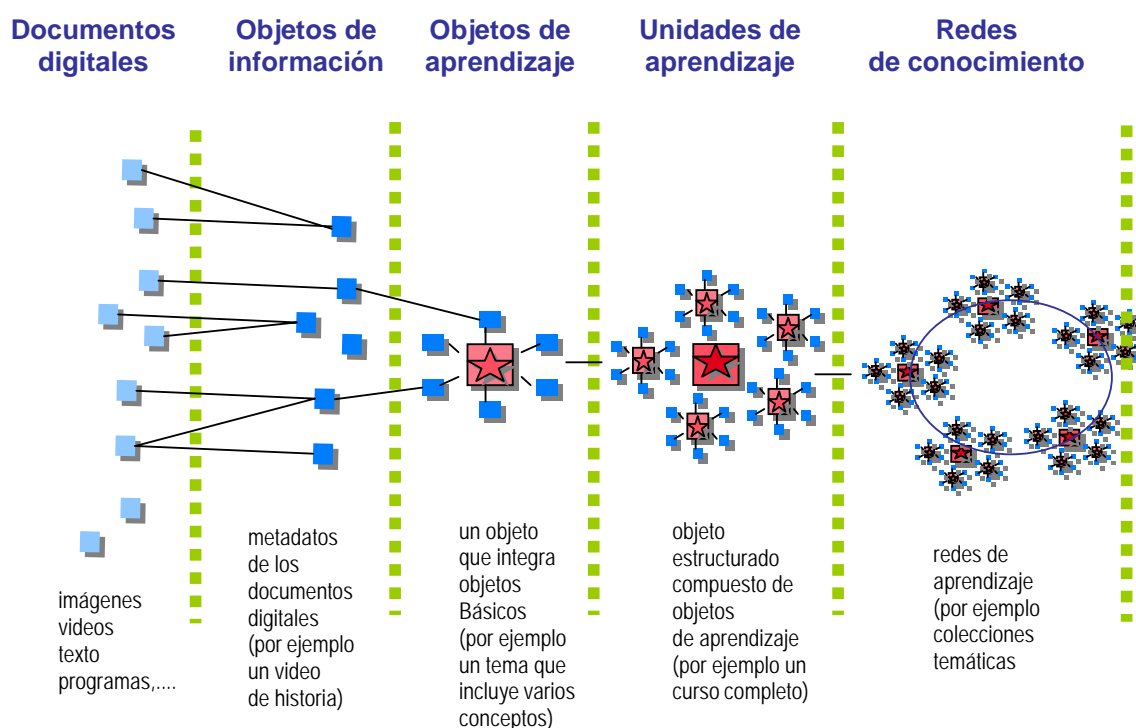 Documentos
digitales
Objetos de
información
Objetos de
aprendizaje
Unidades de
aprendizaje
Redes
de conocimiento
imágenes
videos
texto
programas,....
metadatos
de los
documentos
digitales
(por ejemplo
un video
de historia)
un objeto
que integra
objetos
Básicos
(por ejemplo
un tema que
incluye varios
conceptos)
objeto
estructurado
compuesto de
objetos
de aprendizaje
(por ejemplo un
curso completo)
redes de
aprendizaje
(por ejemplo
colecciones
temáticas